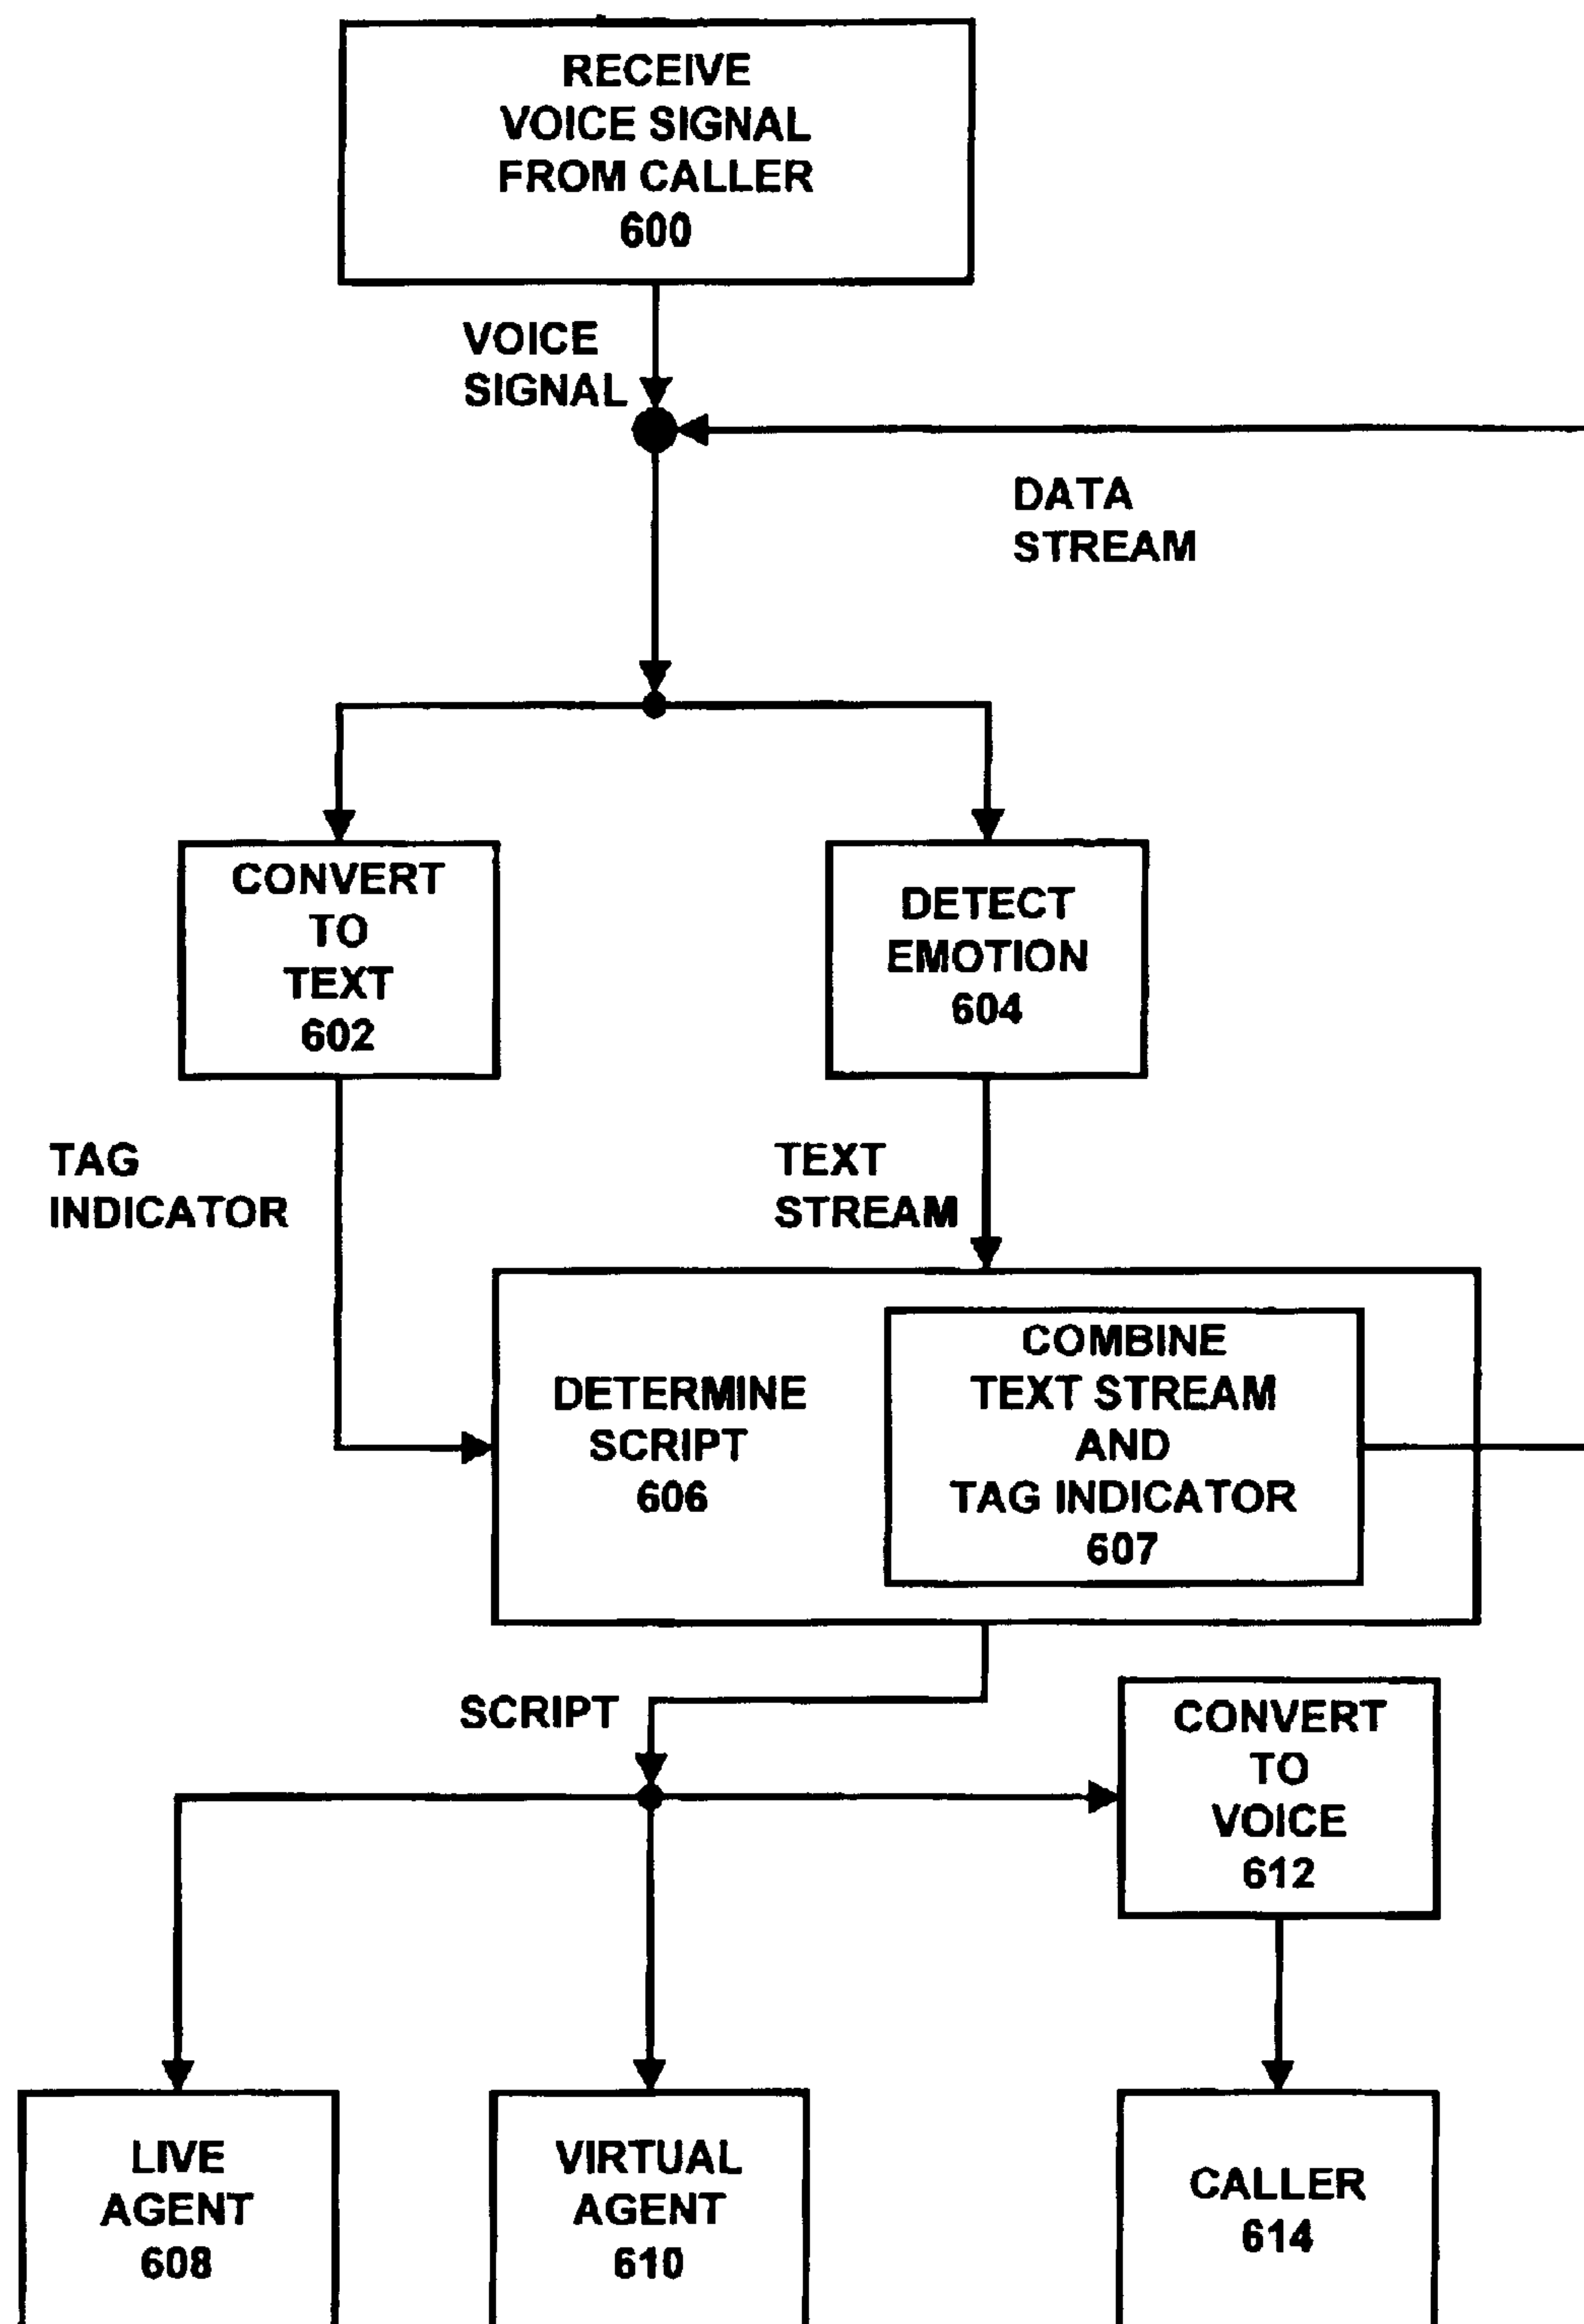 RECEIVE
VOICE SIGNAL
FROM CALLER
600
VOICE
SIGNAL
DATA
STREAM
CONVERT
TO
TEXT
602
DETECT
EMOTION
604
TAG
INDICATOR
TEXT
STREAM
DETERMINE
SCRIPT
606
COMBINE
TEXT STREAM
AND
TAG INDICATOR
607
SCRIPT
CONVERT
TO
VOICE
612
LIVE
AGENT
608
VIRTUAL
AGENT
610
CALLER
614